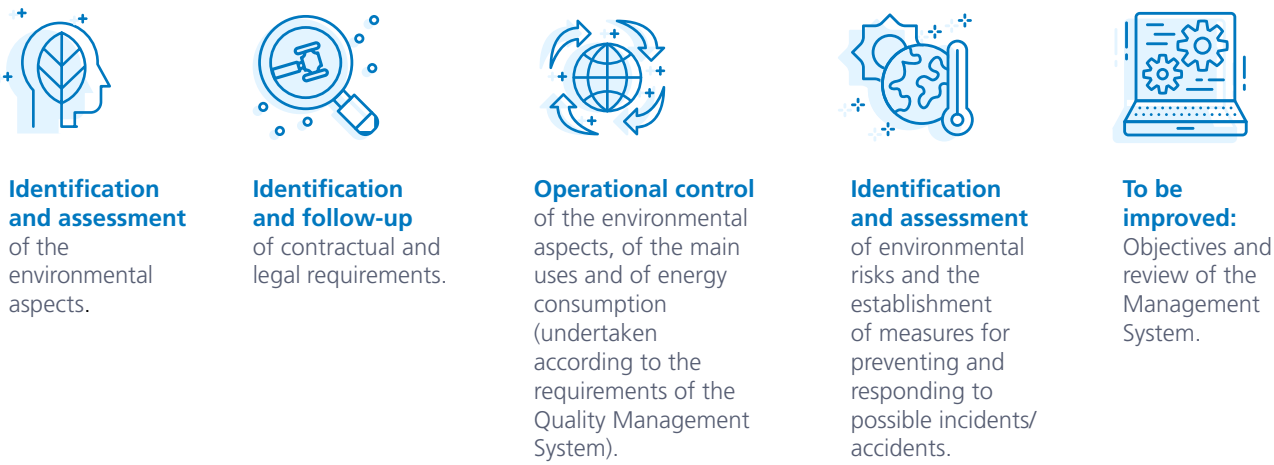 Identification
and assessment
of the
environmental
aspects.
Identification
and follow-up
of contractual and
legal requirements.
Operational control
of the environmental
aspects, of the main
uses and of energy
consumption
(undertaken
according to the
requirements of the
Quality Management
System).
Identification
and assessment
of environmental
risks and the
establishment
of measures for
preventing and
responding to
possible incidents/
accidents.
To be
improved:
Objectives and
review of the
Management
System.